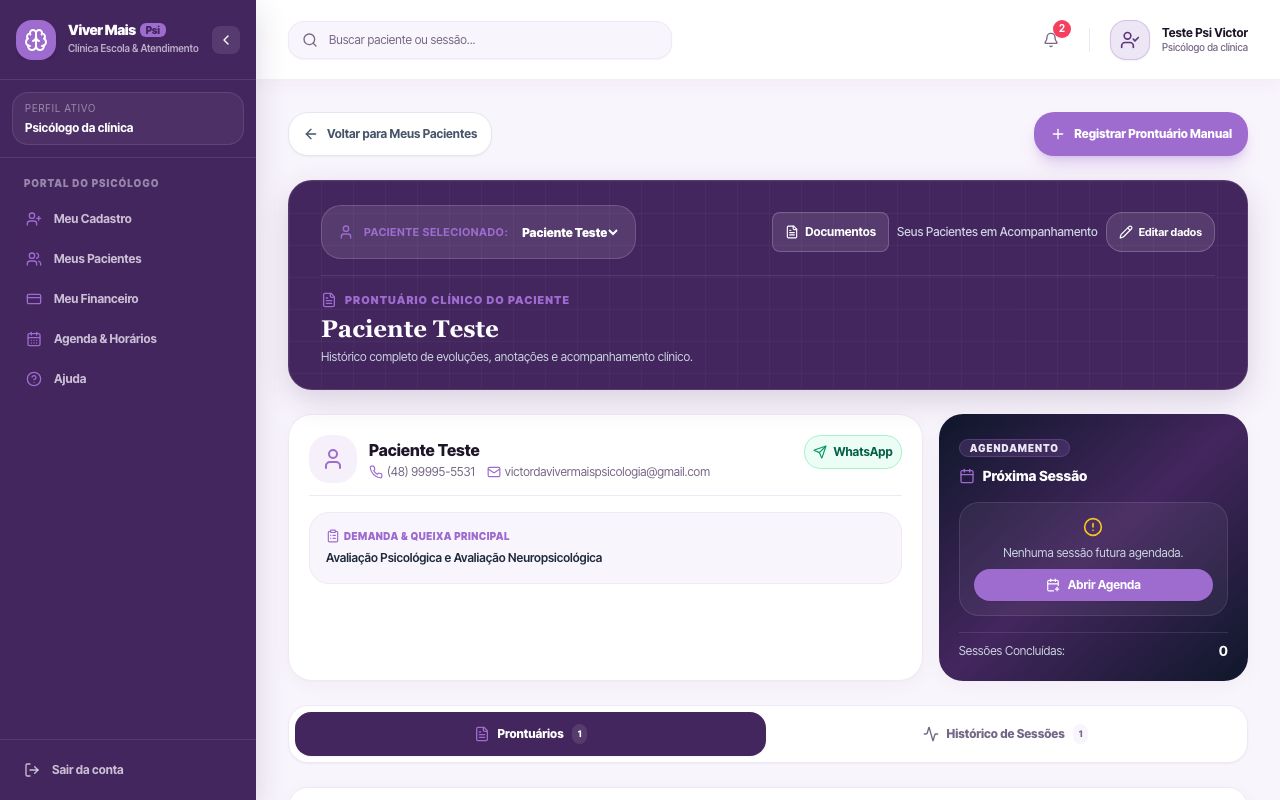 Viver Mais Psi
Clínica Escola & Atendimento
PERFIL ATIVO
Psicólogo da clínica
PORTAL DO PSICÓLOGO
Meu Cadastro
Meus Pacientes
Meu Financeiro
Agenda & Horários
Ajuda
Sair da conta
Buscar paciente ou sessão...
2
Teste Psi Victor
Psicólogo da clínica
Voltar para Meus Pacientes
Registrar Prontuário Manual
PACIENTE SELECIONADO: Paciente Teste
Documentos
Seus Pacientes em Acompanhamento
Editar dados
PRONTUÁRIO CLÍNICO DO PACIENTE
Paciente Teste
Histórico completo de evoluções, anotações e acompanhamento clínico.
Paciente Teste
(48) 99995-5531 victordavivermaispsicologia@gmail.com
WhatsApp
DEMANDA & QUEIXA PRINCIPAL
Avaliação Psicológica e Avaliação Neuropsicológica
AGENDAMENTO
Próxima Sessão
Nenhuma sessão futura agendada.
Abrir Agenda
Sessões Concluídas: 0
Prontuários 1
Histórico de Sessões 1